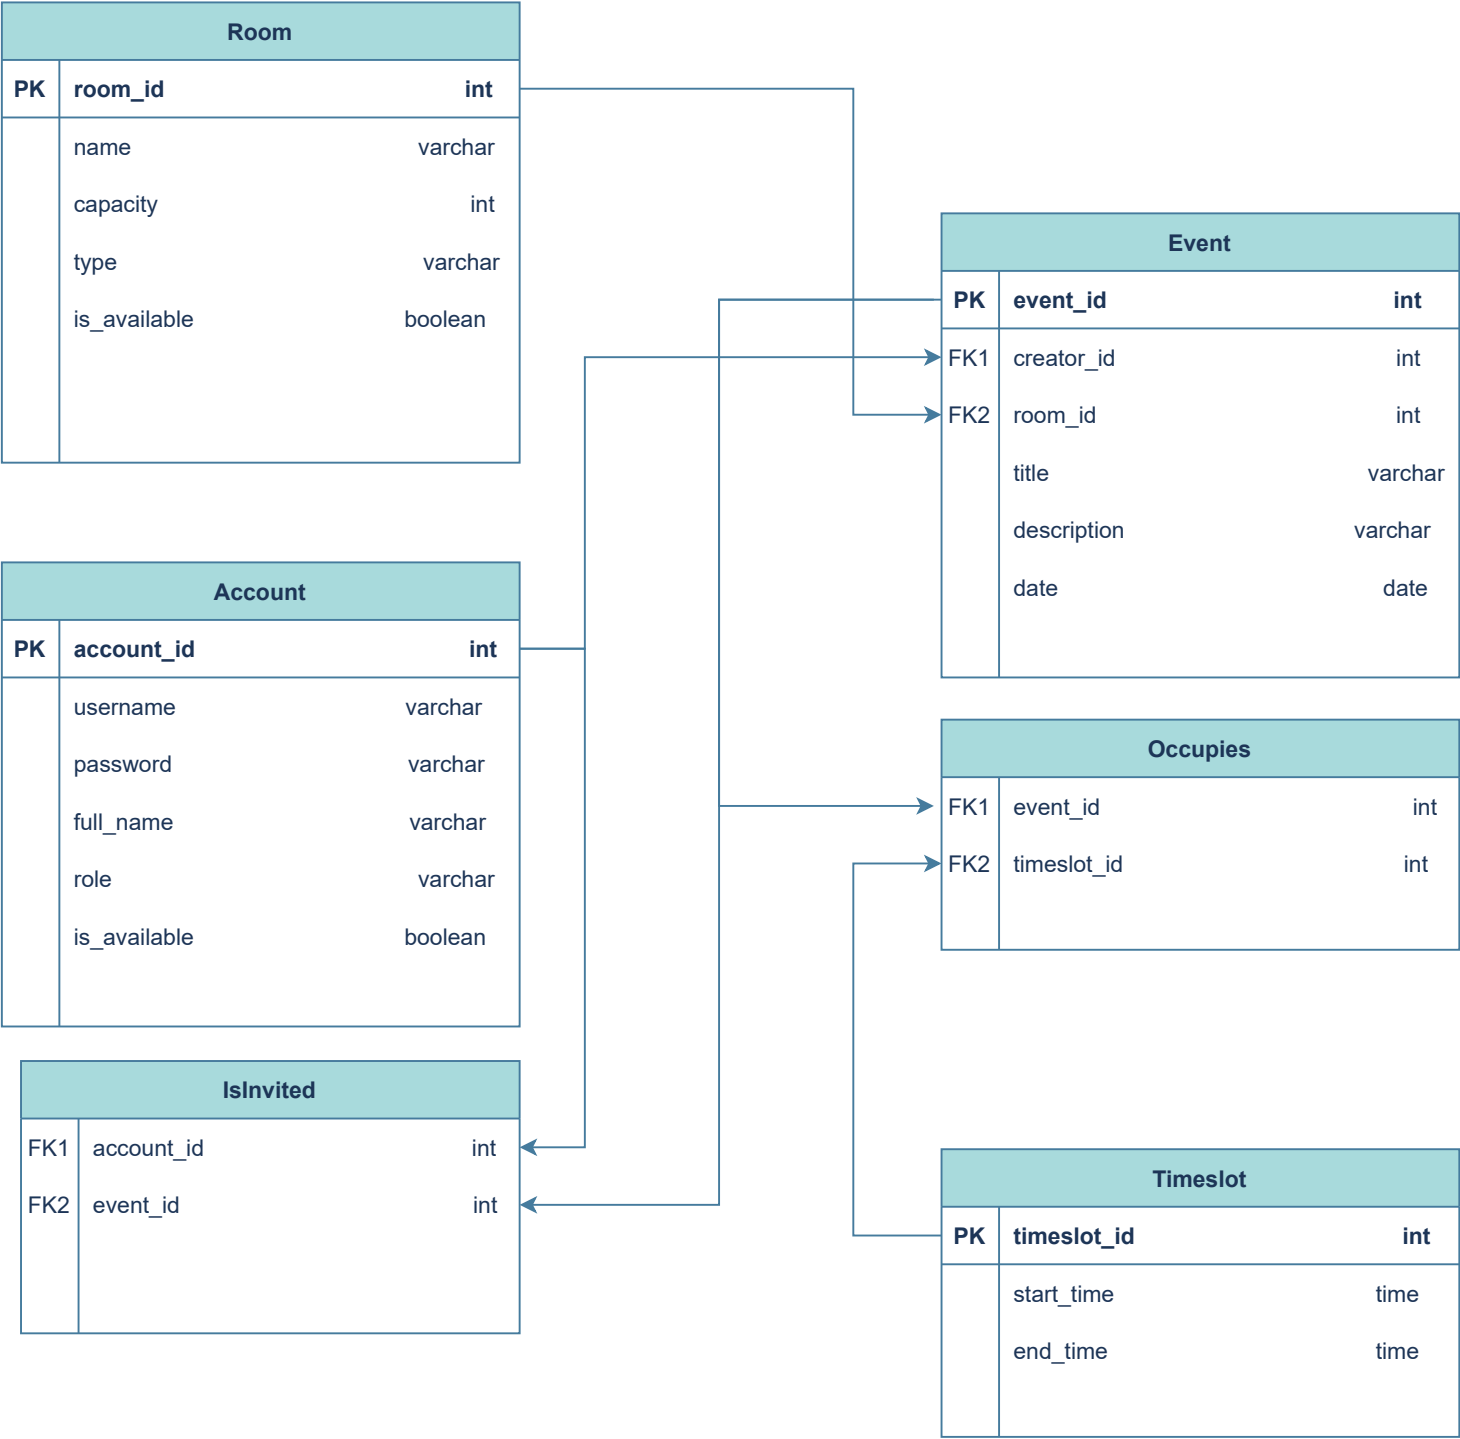 Room
PK room_id int
name varchar
capacity int
type varchar
is_available boolean
Event
PK event_id int
FK1 creator_id int
FK2 room_id int
title varchar
description varchar
date date
Account
PK account_id int
username varchar
password varchar
full_name varchar
role varchar
is_available boolean
Occupies
FK1 event_id int
FK2 timeslot_id int
IsInvited
FK1 account_id int
FK2 event_id int
Timeslot
PK timeslot_id int
start_time time
end_time time